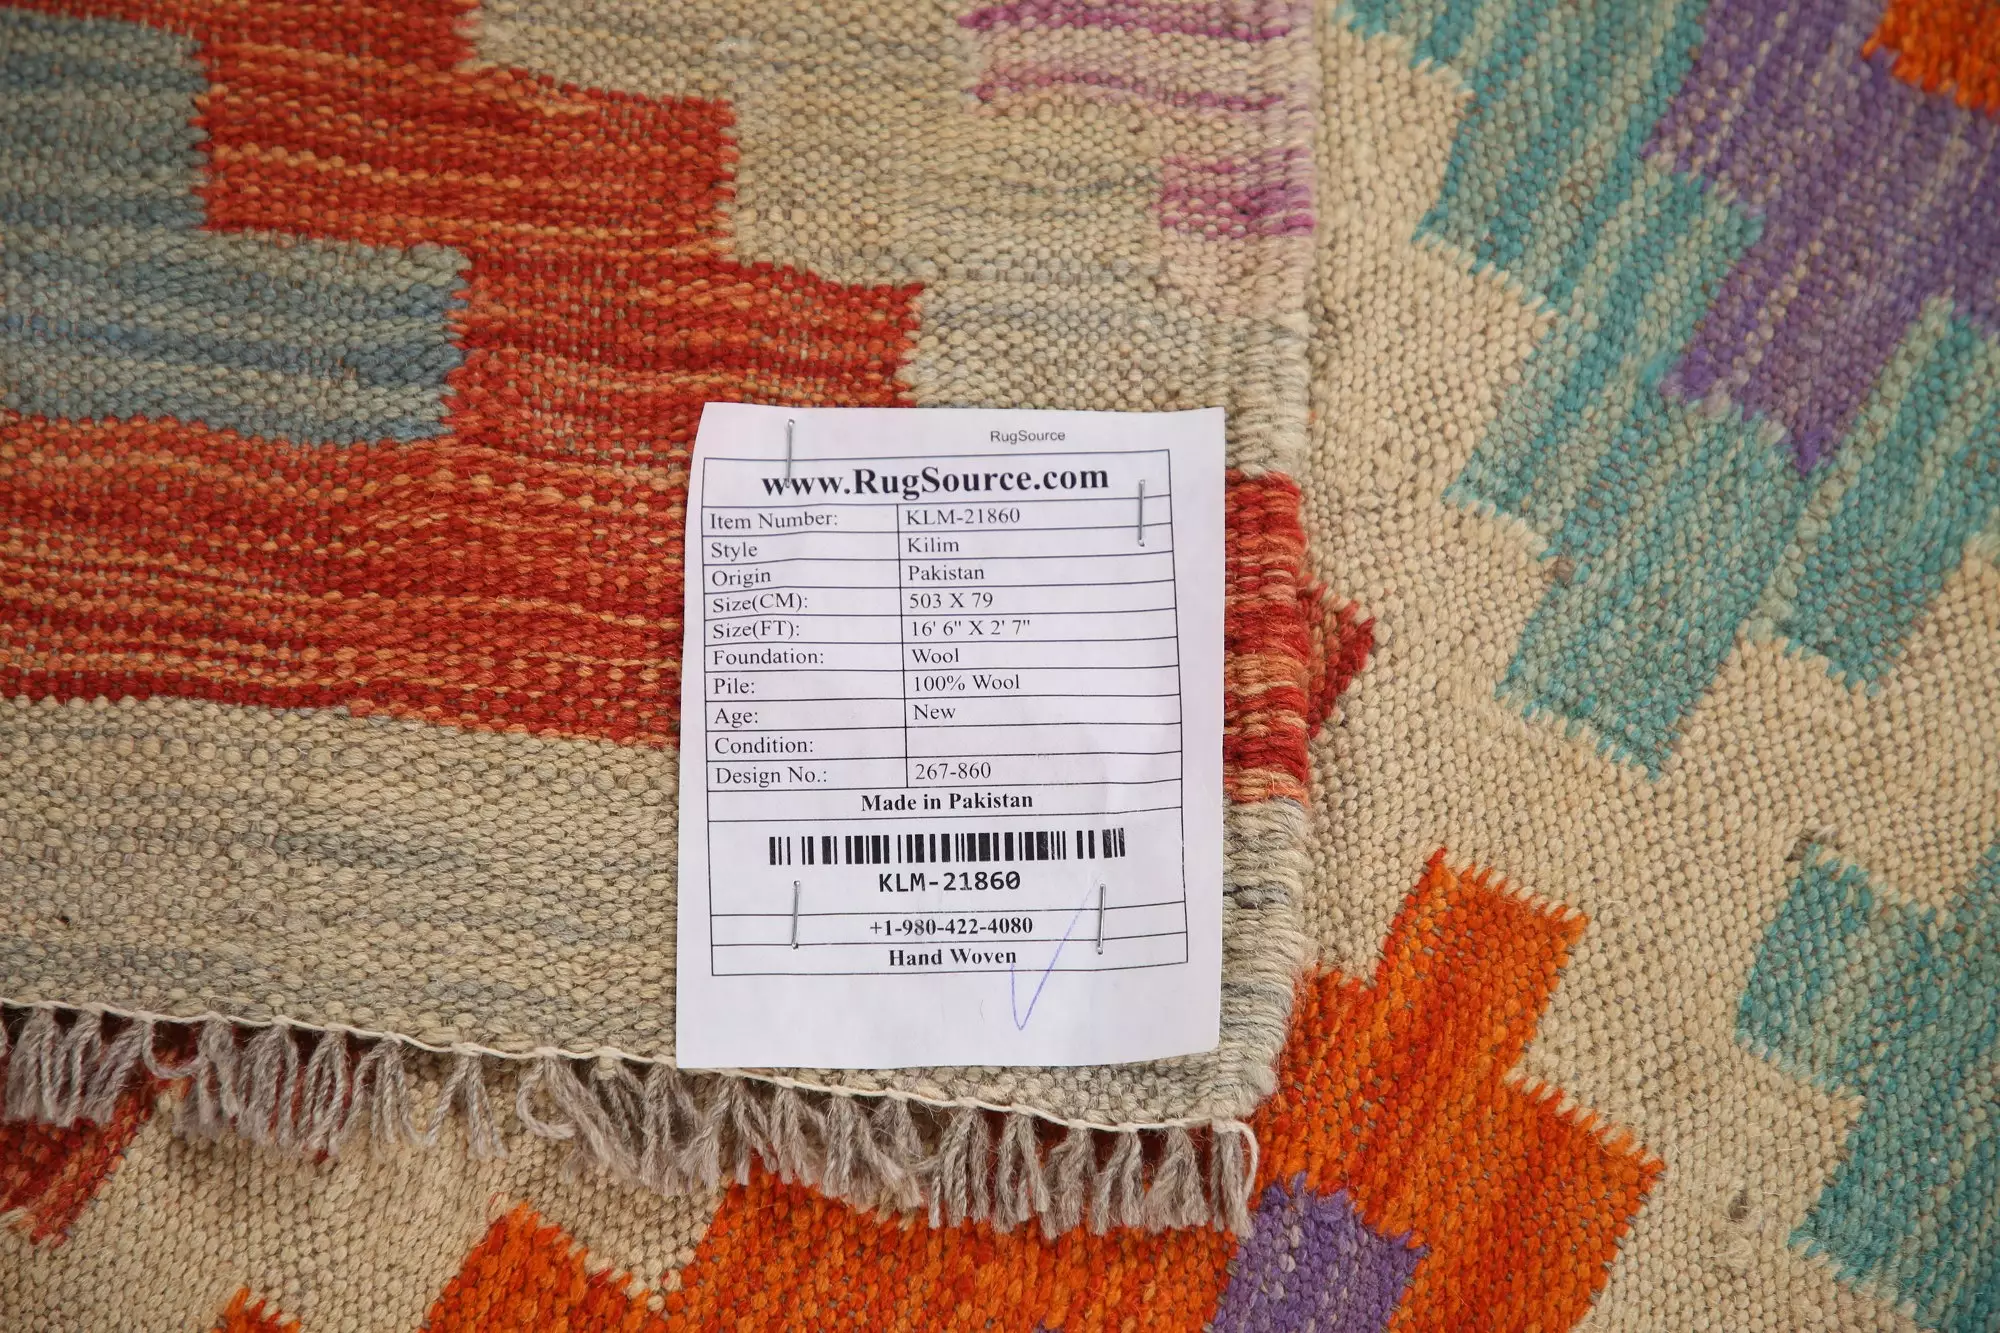 RugSource
www.RugSource.com
Item Number: KLM-21860
Style Kilim
Origin Pakistan
Size(CM): 503 X 79
Size(FT): 16' 6" X 2' 7"
Foundation: Wool
Pile: 100% Wool
Age: New
Condition:
Design No.: 267-860
Made in Pakistan
KLM-21860
+1-980-422-4080
Hand Woven